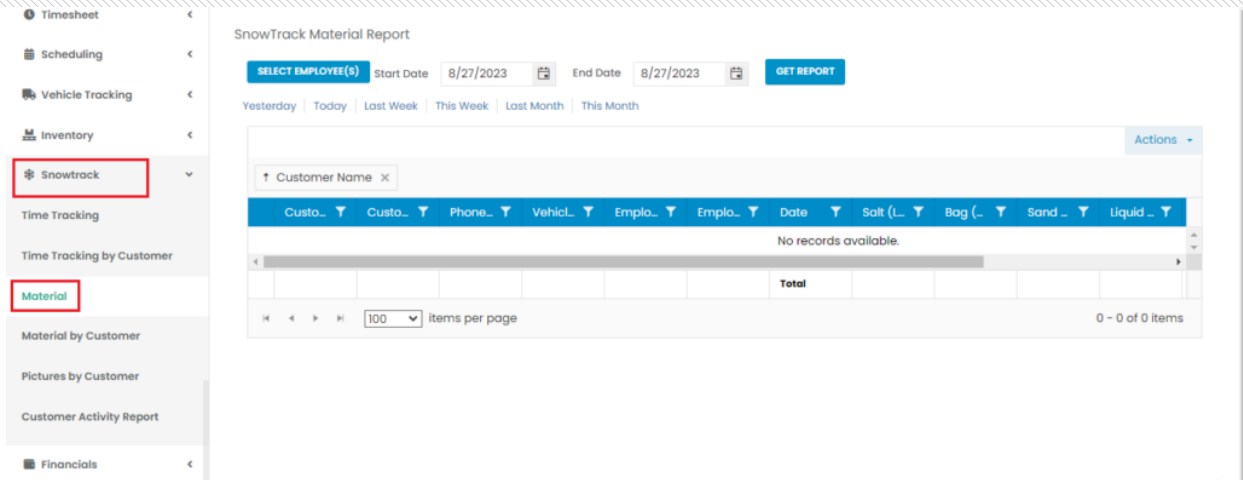 Timesheet
Scheduling
Vehicle Tracking
Inventory
Snowtrack
Time Tracking
Time Tracking by Customer
Material
Material by Customer
Pictures by Customer
Customer Activity Report
Financials
SnowTrack Material Report
SELECT EMPLOYEE(S) Start Date 8/27/2023 End Date 8/27/2023 GET REPORT
Yesterday Today Last Week This Week Last Month This Month
Actions
↑ Customer Name ×
Custo... Custo... Phone... Vehicl... Emplo... Emplo... Date Salt (L... Bag (... Sand ... Liquid ...
No records available.
Total
100 items per page 0 - 0 of 0 items